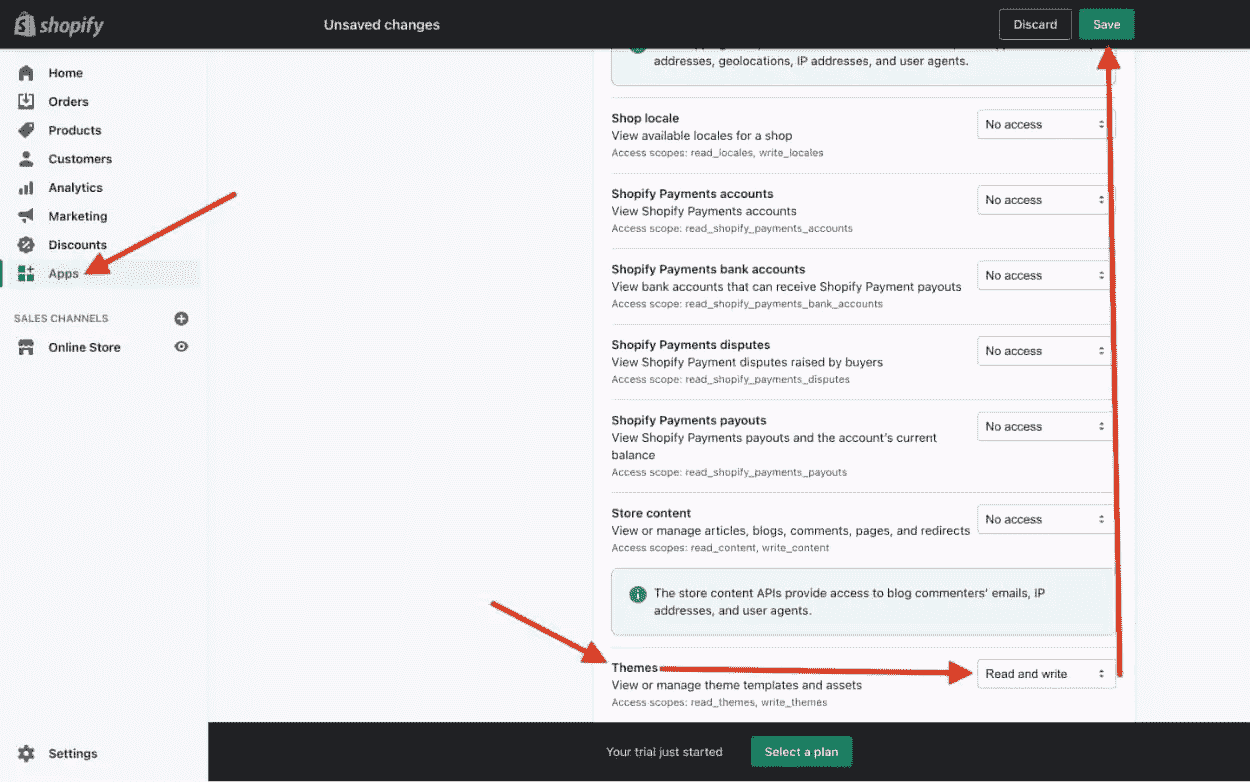 shopify
Unsaved changes
Discard
Save
Home
Orders
Products
Customers
Analytics
Marketing
Discounts
Apps
SALES CHANNELS
Online Store
Settings
addresses, geolocations, IP addresses, and user agents.
Shop locale
View available locales for a shop
Access scopes: read_locales, write_locales
No access
Shopify Payments accounts
View Shopify Payments accounts
Access scope: read_shopify_payments_accounts
No access
Shopify Payments bank accounts
View bank accounts that can receive Shopify Payment payouts
Access scope: read_shopify_payments_bank_accounts
No access
Shopify Payments disputes
View Shopify Payment disputes raised by buyers
Access scope: read_shopify_payments_disputes
No access
Shopify Payments payouts
View Shopify Payments payouts and the account's current
balance
Access scope: read_shopify_payments_payouts
No access
Store content
View or manage articles, blogs, comments, pages, and redirects
Access scopes: read_content, write_content
No access
The store content APIs provide access to blog commenters' emails, IP
addresses, and user agents.
Themes
View or manage theme templates and assets
Access scopes: read_themes, write_themes
Read and write
Your trial just started
Select a plan